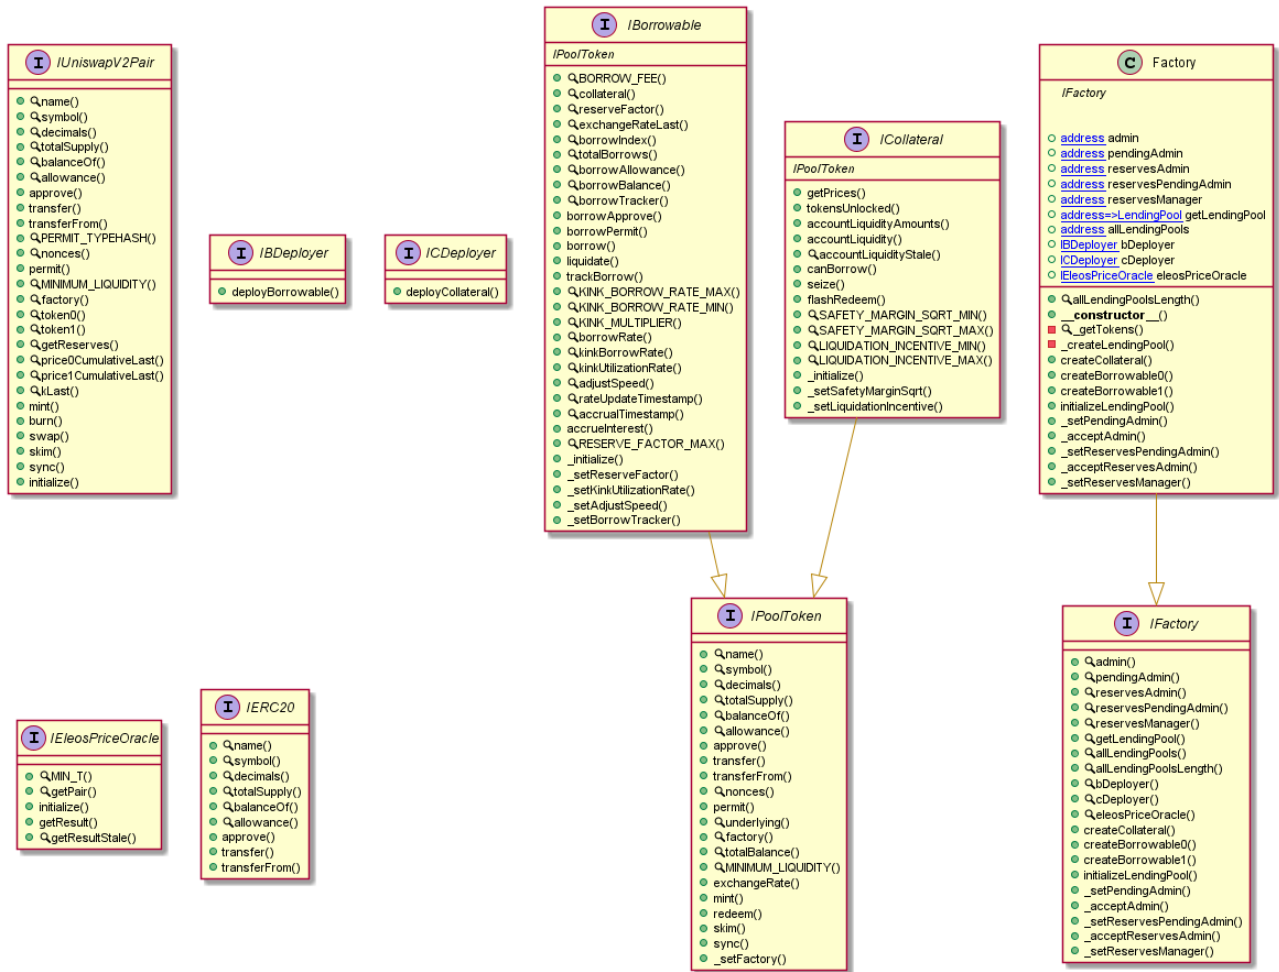 I IUniswapV2Pair
name()
symbol()
decimals()
totalSupply()
balanceOf()
allowance()
approve()
transfer()
transferFrom()
PERMIT_TYPEHASH()
nonces()
permit()
MINIMUM_LIQUIDITY()
factory()
token0()
token1()
getReserves()
price0CumulativeLast()
price1CumulativeLast()
kLast()
mint()
burn()
swap()
skim()
sync()
initialize()
I IBDeployer
deployBorrowable()
I ICDeployer
deployCollateral()
I IBorrowable
IPoolToken
BORROW_FEE()
collateral()
reserveFactor()
exchangeRateLast()
borrowIndex()
totalBorrows()
borrowAllowance()
borrowBalance()
borrowTracker()
borrowApprove()
borrowPermit()
borrow()
liquidate()
trackBorrow()
KINK_BORROW_RATE_MAX()
KINK_BORROW_RATE_MIN()
KINK_MULTIPLIER()
borrowRate()
kinkBorrowRate()
kinkUtilizationRate()
adjustSpeed()
rateUpdateTimestamp()
accrualTimestamp()
accrueInterest()
RESERVE_FACTOR_MAX()
_initialize()
_setReserveFactor()
_setKinkUtilizationRate()
_setAdjustSpeed()
_setBorrowTracker()
I ICollateral
IPoolToken
getPrices()
tokensUnlocked()
accountLiquidityAmounts()
accountLiquidity()
accountLiquidityStale()
canBorrow()
seize()
flashRedeem()
SAFETY_MARGIN_SQRT_MIN()
SAFETY_MARGIN_SQRT_MAX()
LIQUIDATION_INCENTIVE_MIN()
LIQUIDATION_INCENTIVE_MAX()
_initialize()
_setSafetyMarginSqrt()
_setLiquidationIncentive()
C Factory
IFactory
address admin
address pendingAdmin
address reservesAdmin
address reservesPendingAdmin
address reservesManager
address=>LendingPool getLendingPool
address allLendingPools
IBDeployer bDeployer
ICDeployer cDeployer
IEleosPriceOracle eleosPriceOracle
allLendingPoolsLength()
__constructor__()
_getTokens()
_createLendingPool()
createCollateral()
createBorrowable0()
createBorrowable1()
initializeLendingPool()
_setPendingAdmin()
_acceptAdmin()
_setReservesPendingAdmin()
_acceptReservesAdmin()
_setReservesManager()
I IEleosPriceOracle
MIN_T()
getPair()
initialize()
getResult()
getResultStale()
I IERC20
name()
symbol()
decimals()
totalSupply()
balanceOf()
allowance()
approve()
transfer()
transferFrom()
I IPoolToken
name()
symbol()
decimals()
totalSupply()
balanceOf()
allowance()
approve()
transfer()
transferFrom()
nonces()
permit()
underlying()
factory()
totalBalance()
MINIMUM_LIQUIDITY()
exchangeRate()
mint()
redeem()
skim()
sync()
_setFactory()
I IFactory
admin()
pendingAdmin()
reservesAdmin()
reservesPendingAdmin()
reservesManager()
getLendingPool()
allLendingPools()
allLendingPoolsLength()
bDeployer()
cDeployer()
eleosPriceOracle()
createCollateral()
createBorrowable0()
createBorrowable1()
initializeLendingPool()
_setPendingAdmin()
_acceptAdmin()
_setReservesPendingAdmin()
_acceptReservesAdmin()
_setReservesManager()